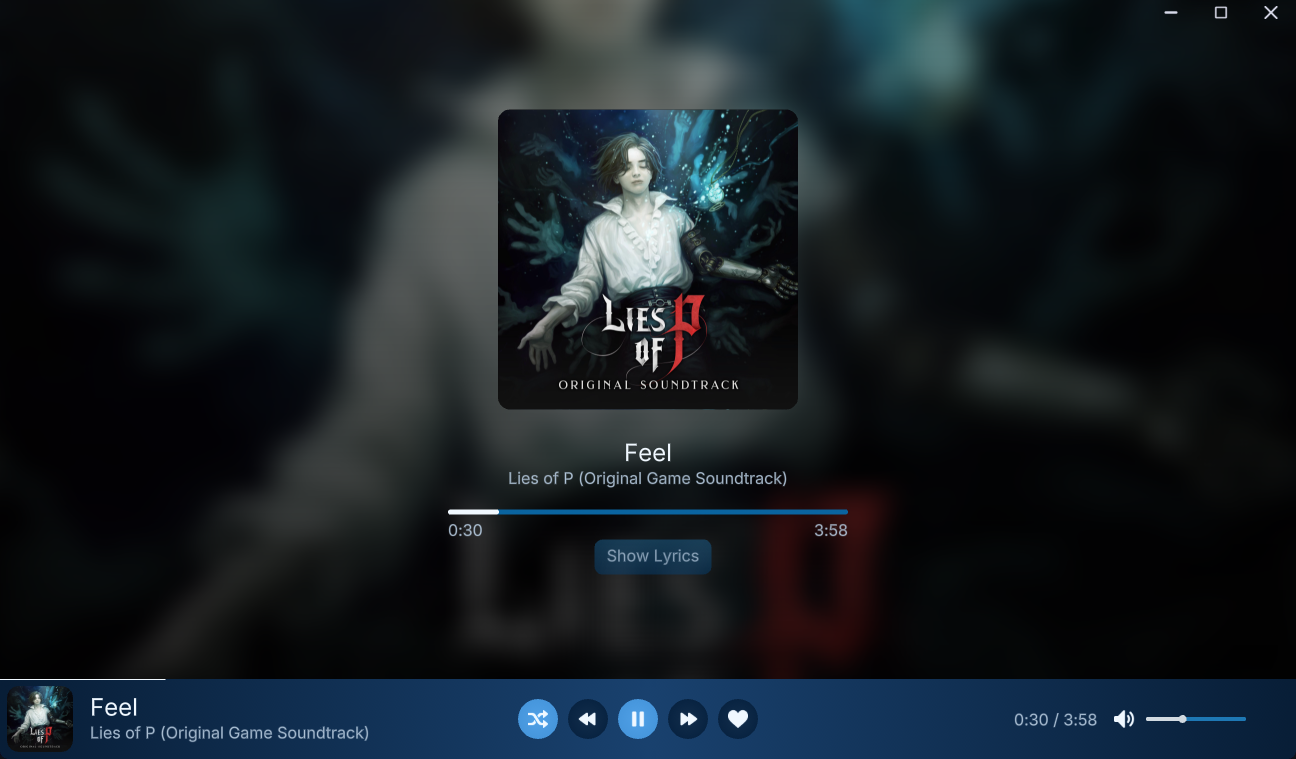 LIES
OF P
ORIGINAL SOUNDTRACK
Feel
Lies of P (Original Game Soundtrack)
0:30
3:58
Show Lyrics
Feel
Lies of P (Original Game Soundtrack)
0:30 / 3:58